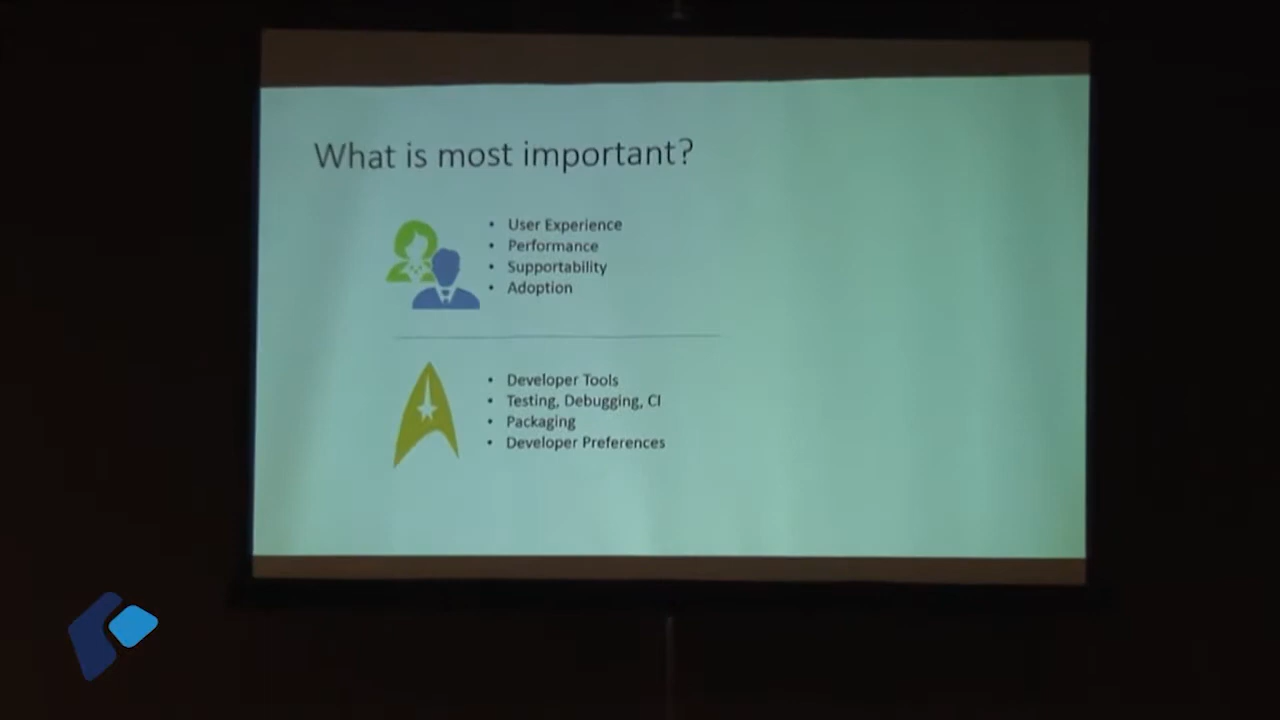 What is most important?
• User Experience
• Performance
• Supportability
• Adoption
• Developer Tools
• Testing, Debugging, CI
• Packaging
• Developer Preferences